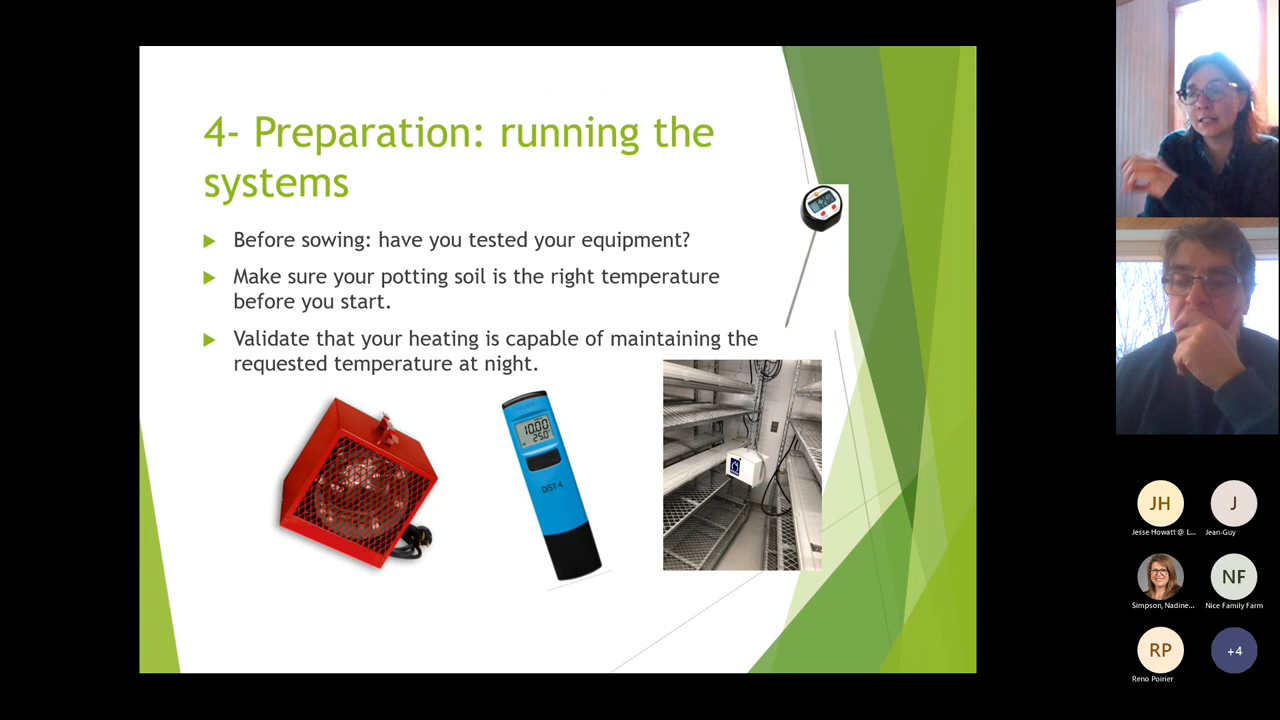 4- Preparation: running the
systems
Before sowing: have you tested your equipment?
Make sure your potting soil is the right temperature
before you start.
Validate that your heating is capable of maintaining the
requested temperature at night.
10.00
25.0
DiST 4
JH
J
Jesse Howatt @ L...
Jean-Guy
NF
Simpson, Nadine...
Nice Family Farm
RP
+4
Reno Poirier